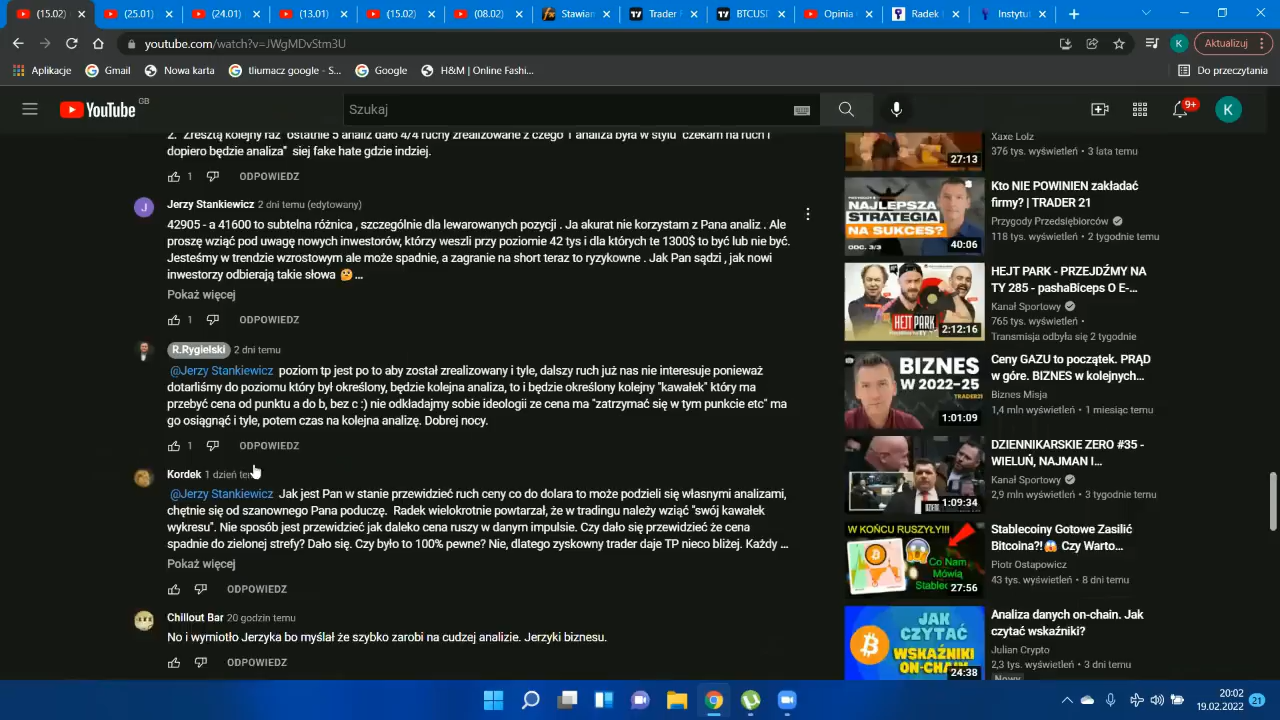 (15.02)
(25.01)
(24.01)
(13.01)
(15.02)
(08.02)
Stawian
Trader
BTCUSD
Opinia
Radek
Instytut
youtube.com/watch?v=JWgMDvStm3U
K
Aktualizuj
Aplikacje
Gmail
Nowa karta
tlumacz google - S...
Google
H&M | Online Fashi...
Do przeczytania
YouTube GB
Szukaj
9+
K
2. Zresztą kolejny raz "ostatnie 5 analiz dało 4/4 ruchy zrealizowane z czego 1 analiza była w stylu "czekam na ruch i
dopiero będzie analiza" siej fake hate gdzie indziej.
1
ODPOWIEDZ
J
Jerzy Stankiewicz 2 dni temu (edytowany)
42905 - a 41600 to subtelna różnica , szczególnie dla lewarowanych pozycji . Ja akurat nie korzystam z Pana analiz . Ale
proszę wziąć pod uwagę nowych inwesorów, którzy weszli przy poziomie 42 tys i dla których te 1300$ to być lub nie być.
Jesteśmy w trendzie wzrostowym ale może spadnie, a zagranie na short teraz to ryzykowne . Jak Pan sądzi , jak nowi
inwestorzy odbierają takie słowa 🤔 ...
Pokaż więcej
1
ODPOWIEDZ
R.Rygielski 2 dni temu
@Jerzy Stankiewicz poziom tp jest po to aby został zrealizowany i tyle, dalszy ruch już nas nie interesuje ponieważ
dotarliśmy do poziomu który był określony, będzie kolejna analiza, to i będzie określony kolejny "kawałek" który ma
przebyć cena od punktu a do b, bez c :) nie odkładajmy sobie ideologii ze cena ma "zatrzymać się w tym punkcie etc" ma
go osiągnąć i tyle, potem czas na kolejna analizę. Dobrej nocy.
1
ODPOWIEDZ
Kordek 1 dzień temu
@Jerzy Stankiewicz Jak jest Pan w stanie przewidzieć ruch ceny co do dolara to może podzieli się własnymi analizami,
chętnie się od szanownego Pana poduczę. Radek wielokrotnie powtarzał, że w tradingu należy wziąć "swój kawałek
wykresu". Nie sposób jest przewidzieć jak daleko cena ruszy w danym impulsie. Czy dało się przewidzieć że cena
spadnie do zielonej strefy? Dało się. Czy było to 100% pewne? Nie, dlatego zyskowny trader daje TP nieco bliżej. Każdy ...
Pokaż więcej
ODPOWIEDZ
Chillout Bar 20 godzin temu
No i wymiotło Jerzyka bo myślał że szybko zarobi na cudzej analizie. Jerzyki biznesu.
ODPOWIEDZ
27:13
Xaxe Lolz
376 tys. wyświetleń • 3 lata temu
NAJLEPSZA
STRATEGIA
NA SUKCES?
ODC. 3/3
40:06
Kto NIE POWINIEN zakładać
firmy? | TRADER 21
Przygody Przedsiębiorców
118 tys. wyświetleń • 2 tygodnie temu
HEJT PARK
2:12:16
HEJT PARK - PRZEJDŹMY NA
TY 285 - pashaBiceps O E-...
Kanał Sportowy
765 tys. wyświetleń •
Transmisja odbyła się 2 tygodnie
BIZNES
W 2022-25
TRADER21
1:01:09
Ceny GAZU to początek. PRĄD
w górę. BIZNES w kolejnych...
Biznes Misja
1,4 mln wyświetleń • 1 miesiąc temu
1:09:34
DZIENNIKARSKIE ZERO #35 -
WIELUŃ, NAJMAN I...
Kanał Sportowy
2,9 mln wyświetleń • 3 tygodnie temu
W KOŃCU RUSZYŁY!!!
Co Nam
Mówią
27:56
Stablecoiny Gotowe Zasilić
Bitcoina?!😱 Czy Warto...
Piotr Ostapowicz
43 tys. wyświetleń • 8 dni temu
JAK
CZYTAĆ
WSKAŹNIKI
ON-CHAIN
24:38
Analiza danych on-chain. Jak
czytać wskaźniki?
Julian Crypto
2,3 tys. wyświetleń • 3 dni temu
Nowy
20:02
19.02.2022
21